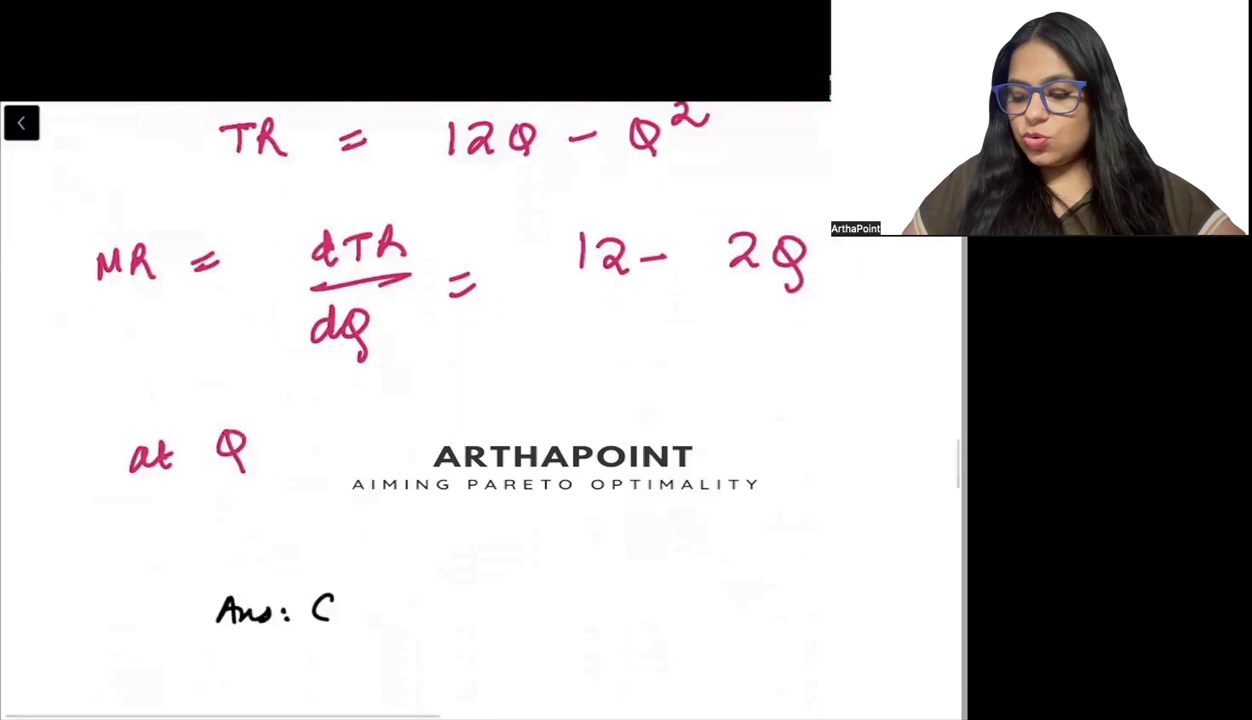 TR = 12Q - Q²
ArthaPoint
MR = dTR/dQ = 12 - 2Q
at Q
ARTHAPOINT
AIMING PARETO OPTIMALITY
Ans: C